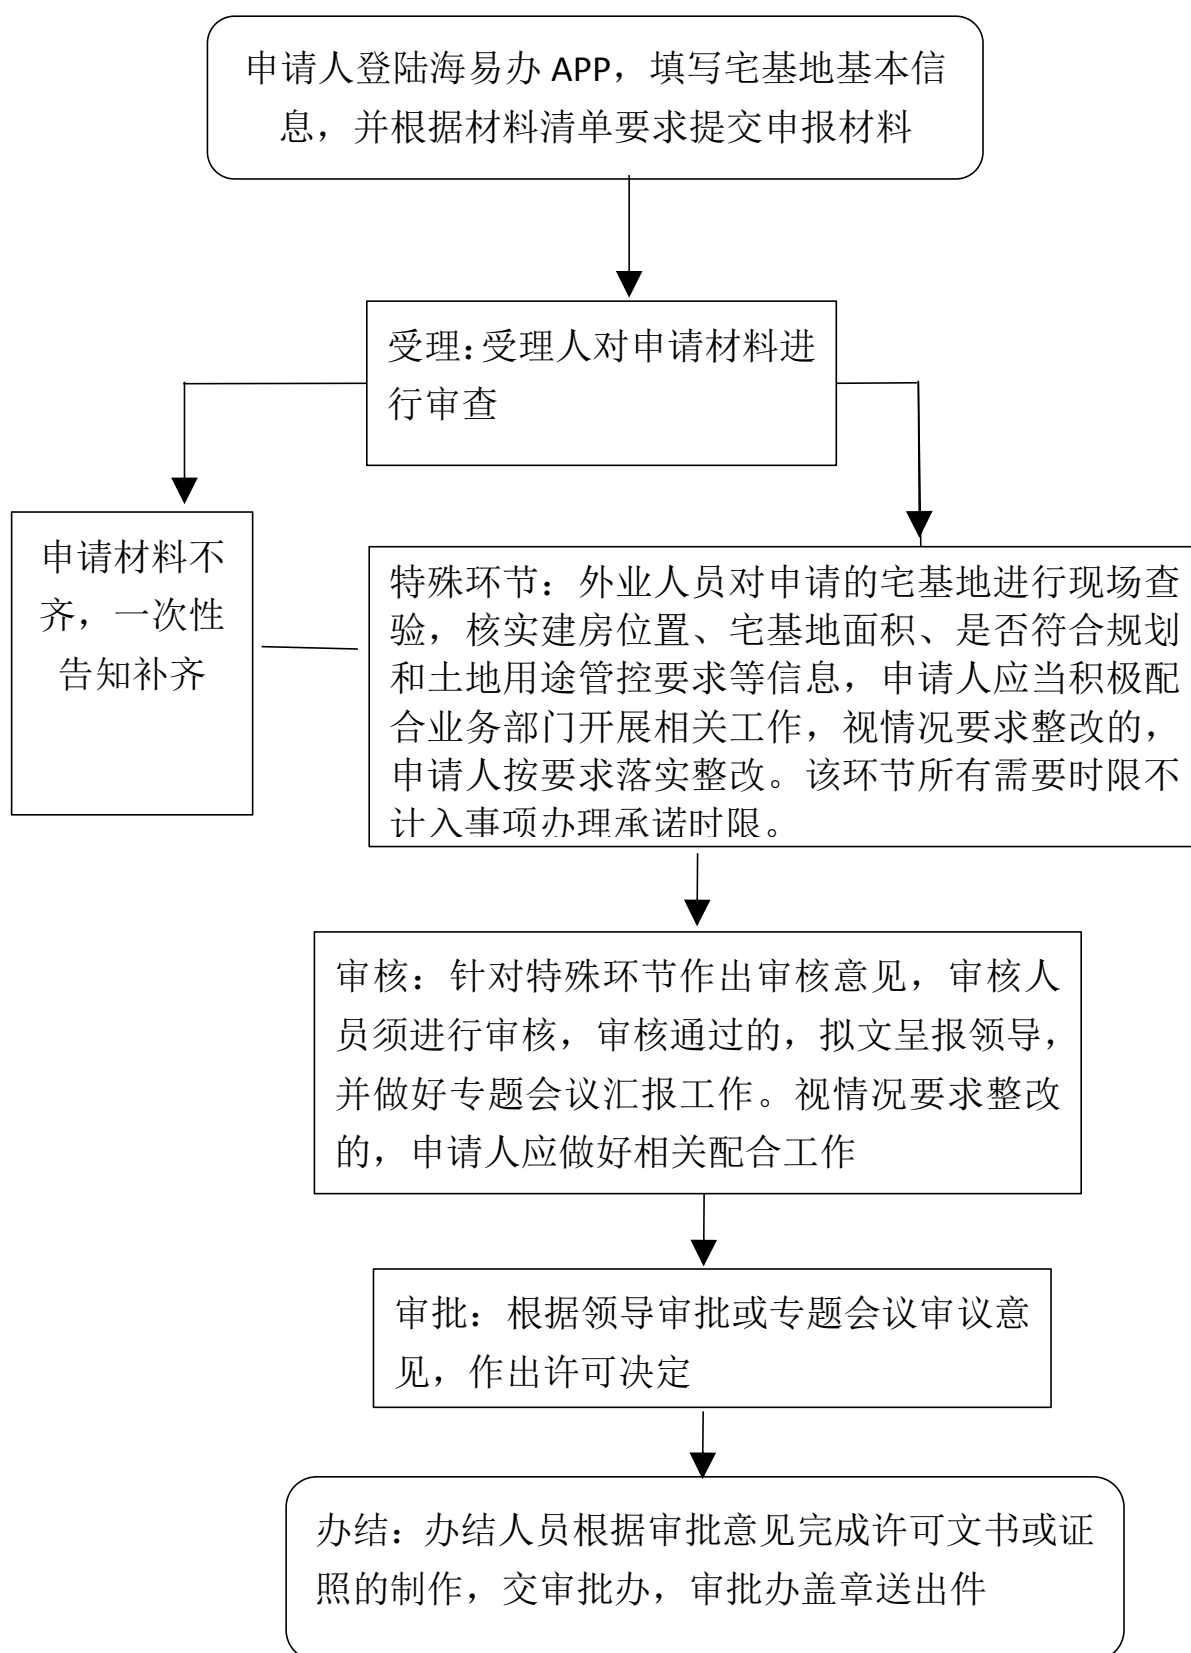 申请人登陆海易办 APP，填写宅基地基本信
息，并根据材料清单要求提交申报材料
受理：受理人对申请材料进
行审查
申请材料不
齐，一次性
告知补齐
特殊环节：外业人员对申请的宅基地进行现场查
验，核实建房位置、宅基地面积、是否符合规划
和土地用途管控要求等信息，申请人应当积极配
合业务部门开展相关工作，视情况要求整改的，
申请人按要求落实整改。该环节所有需要时限不
计入事项办理承诺时限。
审核：针对特殊环节作出审核意见，审核人
员须进行审核，审核通过的，拟文呈报领导，
并做好专题会议汇报工作。视情况要求整改
的，申请人应做好相关配合工作
审批：根据领导审批或专题会议审议意
见，作出许可决定
办结：办结人员根据审批意见完成许可文书或证
照的制作，交审批办，审批办盖章送出件